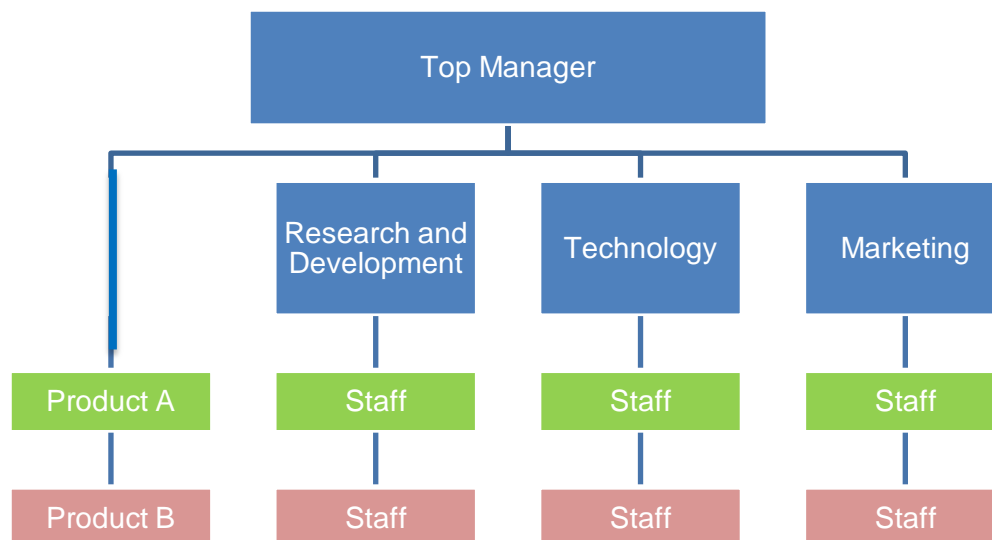 Top Manager
Research and
Development
Technology
Marketing
Product A
Staff
Staff
Staff
Product B
Staff
Staff
Staff